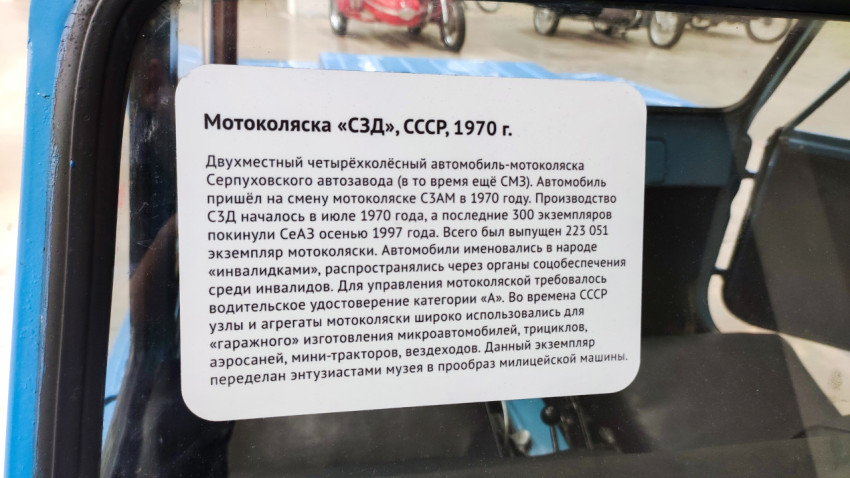 Мотоколяска «СЗД», СССР, 1970 г.
Двухместный четырёхколёсный автомобиль-мотоколяска
Серпуховского автозавода (в то время ещё СМЗ). Автомобиль
пришёл на смену мотоколяске С3АМ в 1970 году. Производство
СЗД началось в июле 1970 года, а последние 300 экземпляров
покинули СеАЗ осенью 1997 года. Всего был выпущен 223 051
экземпляр мотоколяски. Автомобили именовались в народе
«инвалидками», распространялись через органы соцобеспечения
среди инвалидов. Для управления мотоколяской требовалось
водительское удостоверение категории «А». Во времена СССР
узлы и агрегаты мотоколяски широко использовались для
«гаражного» изготовления микроавтомобилей, трициклов,
аэросаней, мини-тракторов, вездеходов. Данный экземпляр
переделан энтузиастами музея в прообраз милицейской машины.